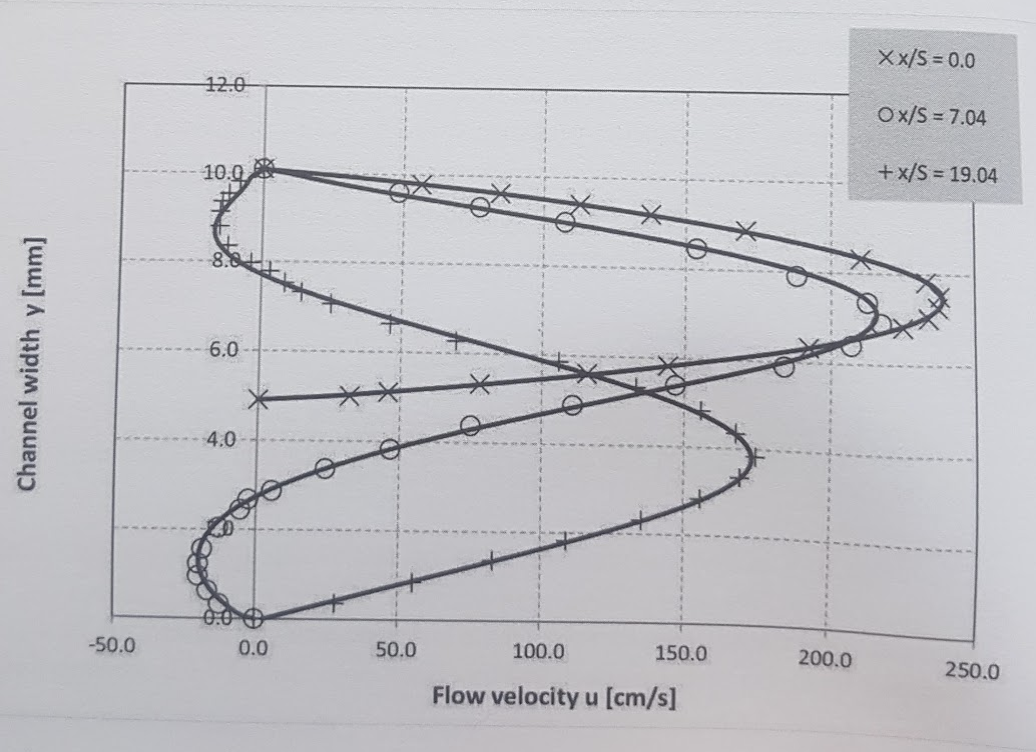 × x/S = 0.0
○ x/S = 7.04
+ x/S = 19.04
12.0
10.0
8.0
6.0
4.0
0.0
-50.0 0.0 50.0 100.0 150.0 200.0 250.0
Channel width y [mm]
Flow velocity u [cm/s]